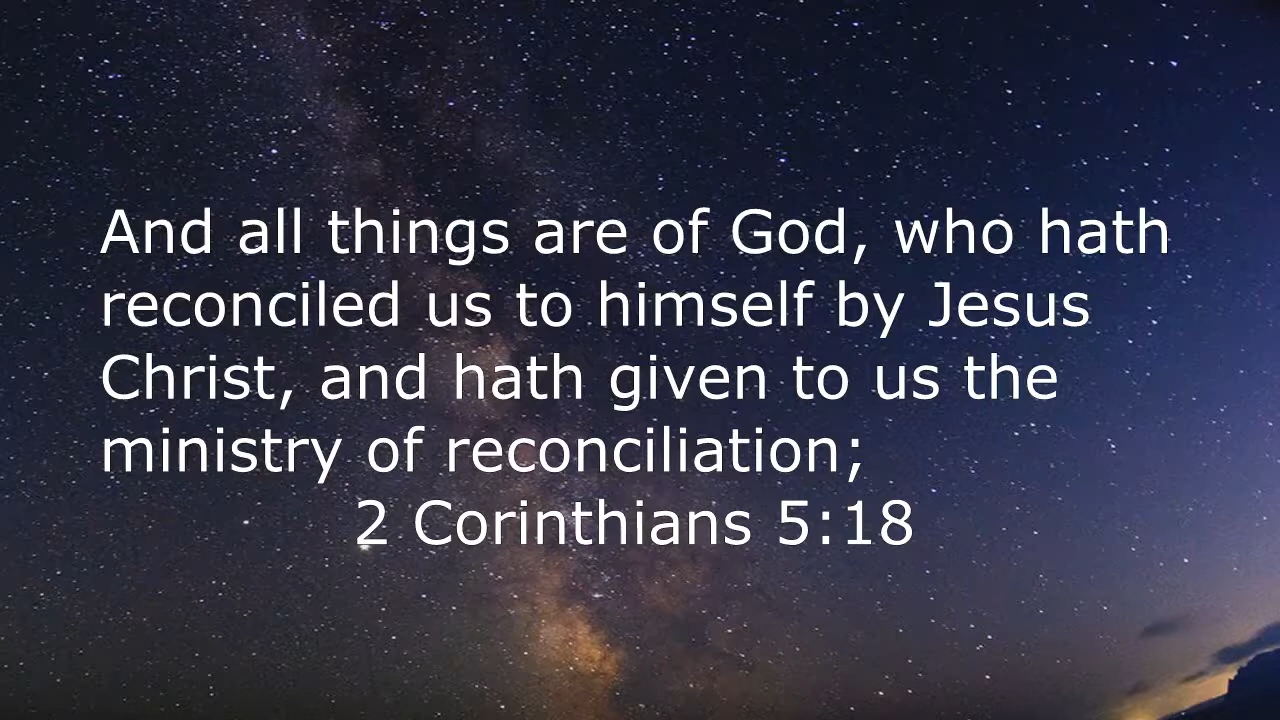 And all things are of God, who hath
reconciled us to himself by Jesus
Christ, and hath given to us the
ministry of reconciliation;
2 Corinthians 5:18